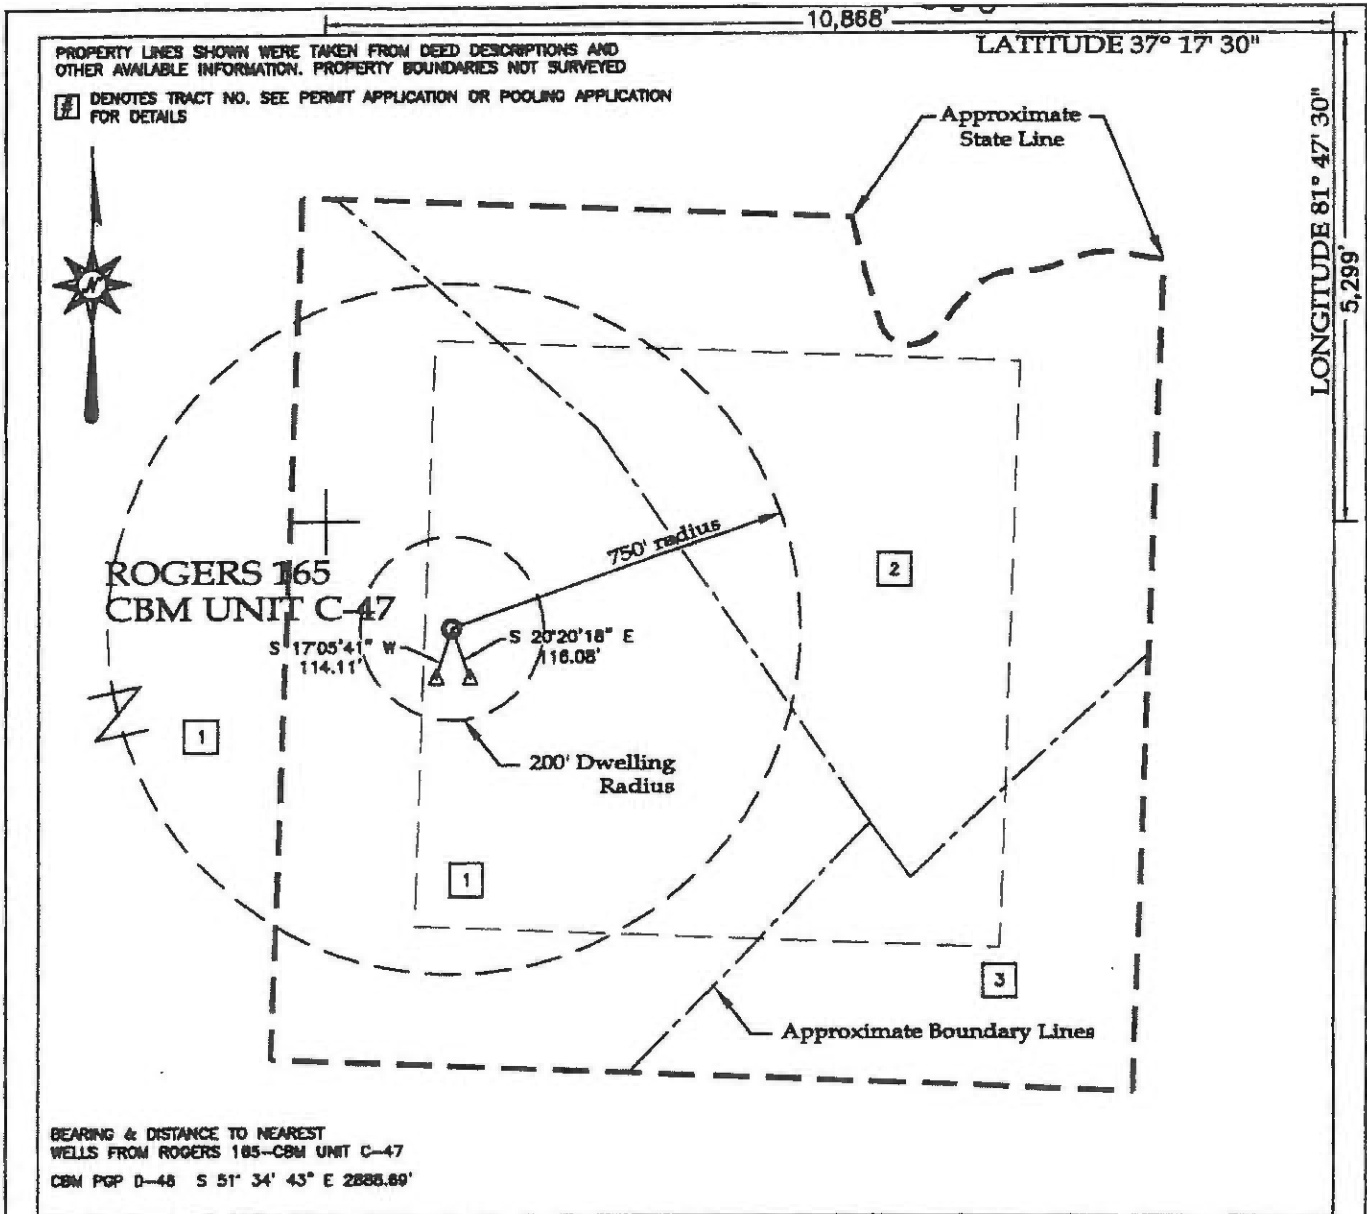 10,868'
LATITUDE 37° 17' 30"
PROPERTY LINES SHOWN WERE TAKEN FROM DEED DESCRIPTIONS AND
OTHER AVAILABLE INFORMATION. PROPERTY BOUNDARIES NOT SURVEYED
# DENOTES TRACT NO. SEE PERMIT APPLICATION OR POOLING APPLICATION
FOR DETAILS
Approximate
State Line
LONGITUDE 81° 47' 30"
5,299'
N
750' radius
2
ROGERS 165
CBM UNIT C-47
S 17°05'41" W
114.11'
S 20°20'18" E
116.08'
1
200' Dwelling
Radius
1
3
Approximate Boundary Lines
BEARING & DISTANCE TO NEAREST
WELLS FROM ROGERS 165-CBM UNIT C-47
CBM PGP D-48 S 51° 34' 43" E